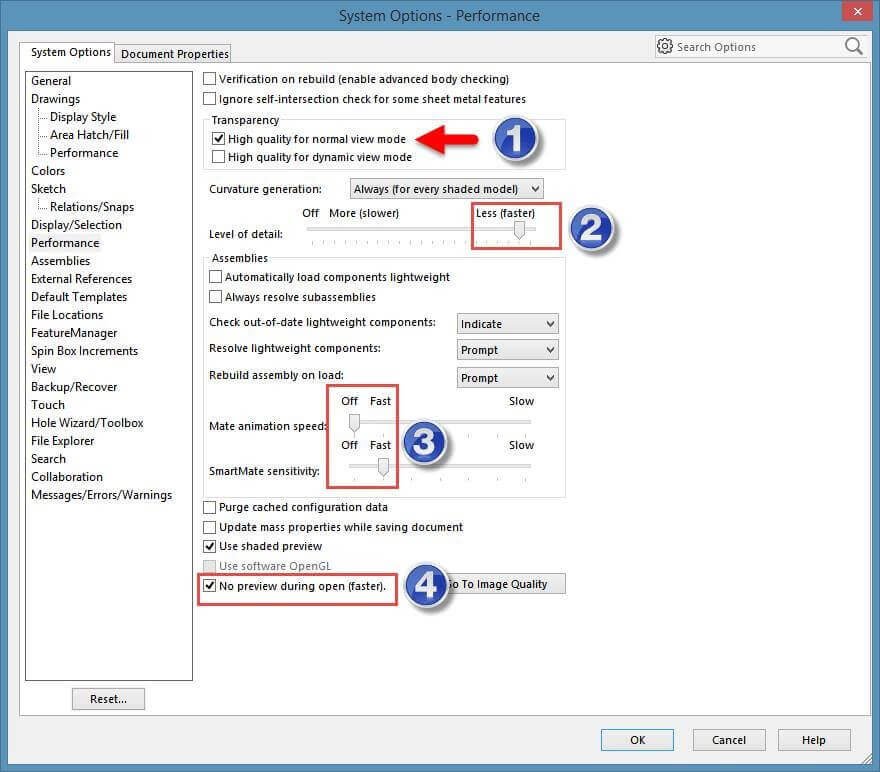 System Options - Performance
System Options Document Properties
Search Options
General
Drawings
Display Style
Area Hatch/Fill
Performance
Colors
Sketch
Relations/Snaps
Display/Selection
Performance
Assemblies
External References
Default Templates
File Locations
FeatureManager
Spin Box Increments
View
Backup/Recover
Touch
Hole Wizard/Toolbox
File Explorer
Search
Collaboration
Messages/Errors/Warnings
Reset...
Verification on rebuild (enable advanced body checking)
Ignore self-intersection check for some sheet metal features
Transparency
High quality for normal view mode
1
High quality for dynamic view mode
Curvature generation: Always (for every shaded model)
Off More (slower) Less (faster)
2
Level of detail:
Assemblies
Automatically load components lightweight
Always resolve subassemblies
Check out-of-date lightweight components: Indicate
Resolve lightweight components: Prompt
Rebuild assembly on load: Prompt
Off Fast Slow
Mate animation speed:
3
Off Fast Slow
SmartMate sensitivity:
Purge cached configuration data
Update mass properties while saving document
Use shaded preview
Use software OpenGL
No preview during open (faster).
4
o To Image Quality
OK Cancel Help